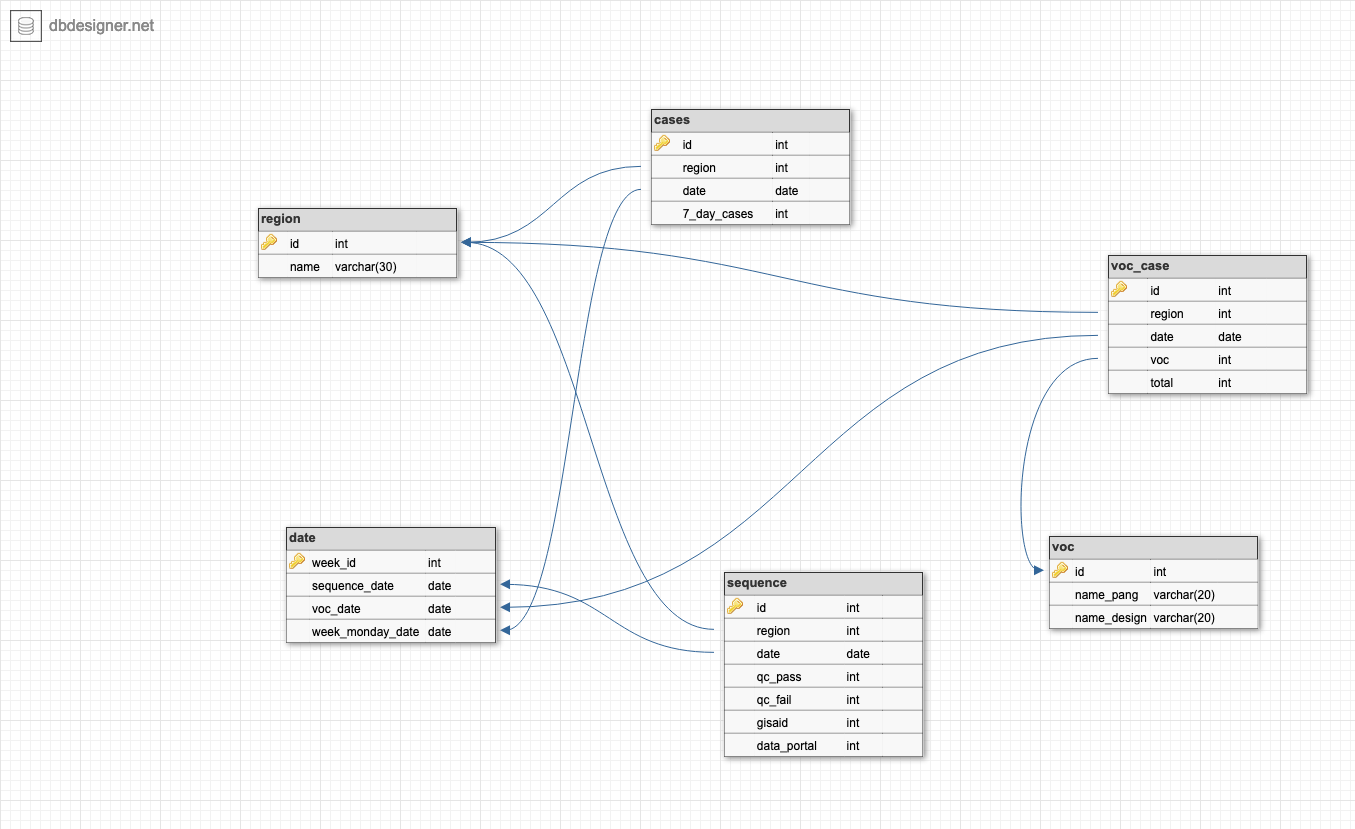 dbdesigner.net
cases
id int
region int
date date
7_day_cases int
region
id int
name varchar(30)
voc_case
id int
region int
date date
voc int
total int
date
week_id int
sequence_date date
voc_date date
week_monday_date date
voc
id int
name_pang varchar(20)
name_design varchar(20)
sequence
id int
region int
date date
qc_pass int
qc_fail int
gisaid int
data_portal int